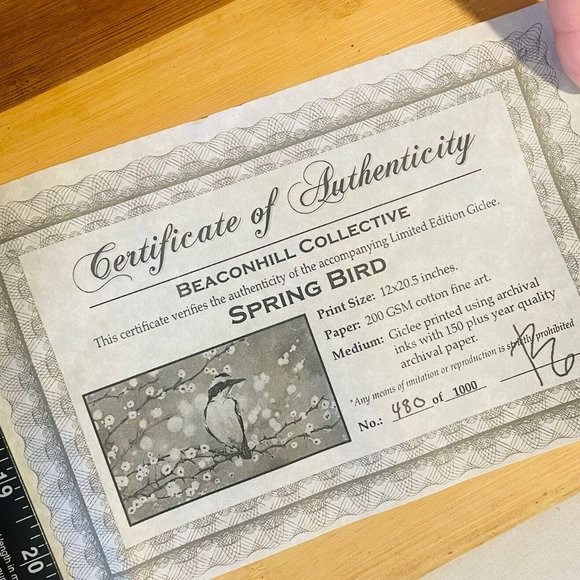 Certificate of Authenticity
BEACONHILL COLLECTIVE
This certificate verifies the authenticity of the accompanying Limited Edition Giclee.
SPRING BIRD
Print Size: 12x20.5 inches.
Paper: 200 GSM cotton fine art.
Medium: Giclee printed using archival
inks with 150 plus year quality
archival paper.
*Any means of imitation or reproduction is strictly prohibited
No.: 480 of 1000
19
20